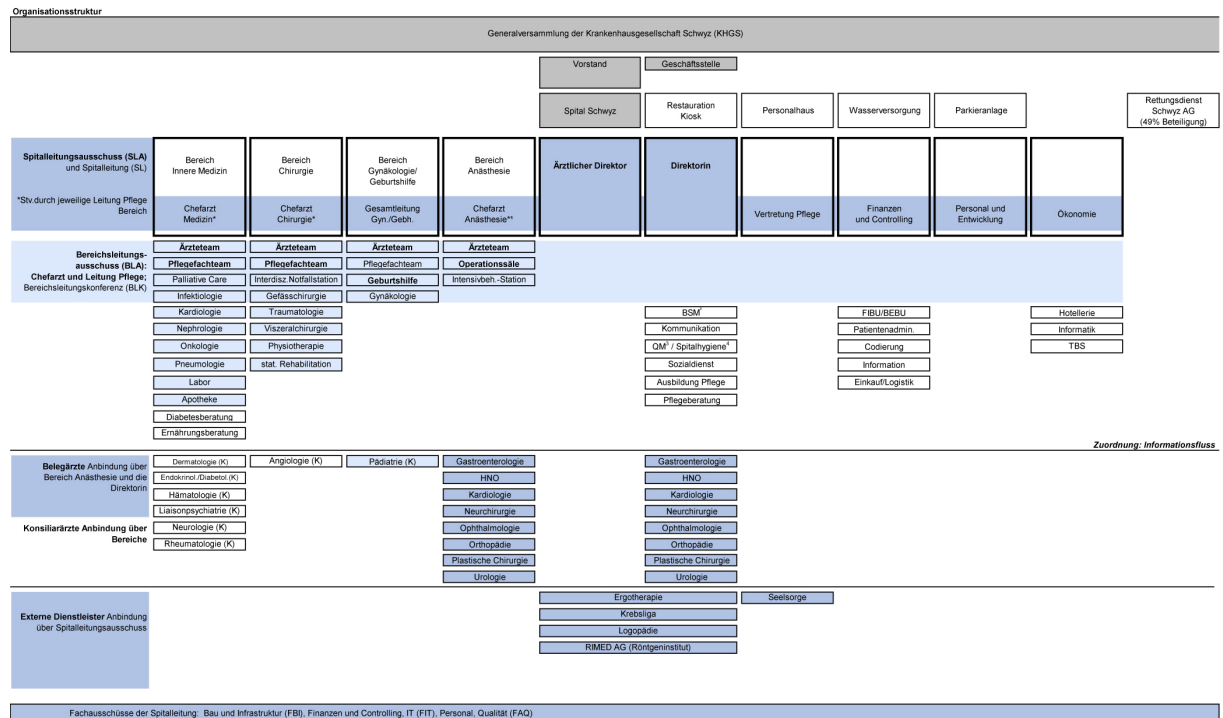 Organisationsstruktur
Generalversammlung der Krankenhausgesellschaft Schwyz (KHGS)
Vorstand
Geschäftsstelle
Spital Schwyz
Restauration
Kiosk
Personalhaus
Wasserversorgung
Parkieranlage
Rettungsdienst
Schwyz AG
(49% Beteiligung)
Spitalleitungsausschuss (SLA)
und Spitalleitung (SL)
*Stv.durch jeweilige Leitung Pflege
Bereich
Bereich
Innere Medizin
Chefarzt
Medizin*
Bereich
Chirurgie
Chefarzt
Chirurgie*
Bereich
Gynäkologie/
Geburtshilfe
Gesamtleitung
Gyn./Gebh.
Bereich
Anästhesie
Chefarzt
Anästhesie**
Ärztlicher Direktor
Direktorin
Vertretung Pflege
Finanzen
und Controlling
Personal und
Entwicklung
Ökonomie
Bereichsleitungs-
ausschuss (BLA):
Chefarzt und Leitung Pflege;
Bereichsleitungskonferenz (BLK)
Ärzteteam
Pflegefachteam
Palliative Care
Infektiologie
Kardiologie
Nephrologie
Onkologie
Pneumologie
Labor
Apotheke
Diabetesberatung
Ernährungsberatung
Ärzteteam
Pflegefachteam
Interdisz.Notfallstation
Gefässchirurgie
Traumatologie
Viszeralchirurgie
Physiotherapie
stat. Rehabilitation
Ärzteteam
Pflegefachteam
Geburtshilfe
Gynäkologie
Ärzteteam
Operationssäle
Intensivbeh.-Station
BSM
Kommunikation
QM³ / Spitalhygiene⁴
Sozialdienst
Ausbildung Pflege
Pflegeberatung
FIBU/BEBU
Patientenadmin.
Codierung
Information
Einkauf/Logistik
Hotellerie
Informatik
TBS
Zuordnung: Informationsfluss
Belegärzte Anbindung über
Bereich Anästhesie und die
Direktorin
Konsiliarärzte Anbindung über
Bereiche
Dermatologie (K)
Endokrinol./Diabetol.(K)
Hämatologie (K)
Liaisonpsychiatrie (K)
Neurologie (K)
Rheumatologie (K)
Angiologie (K)
Pädiatrie (K)
Gastroenterologie
HNO
Kardiologie
Neurchirurgie
Ophthalmologie
Orthopädie
Plastische Chirurgie
Urologie
Gastroenterologie
HNO
Kardiologie
Neurchirurgie
Ophthalmologie
Orthopädie
Plastische Chirurgie
Urologie
Externe Dienstleister Anbindung
über Spitalleitungsausschuss
Ergotherapie
Krebsliga
Logopädie
RIMED AG (Röntgeninstitut)
Seelsorge
Fachausschüsse der Spitalleitung: Bau und Infrastruktur (FBI), Finanzen und Controlling, IT (FIT), Personal, Qualität (FAQ)